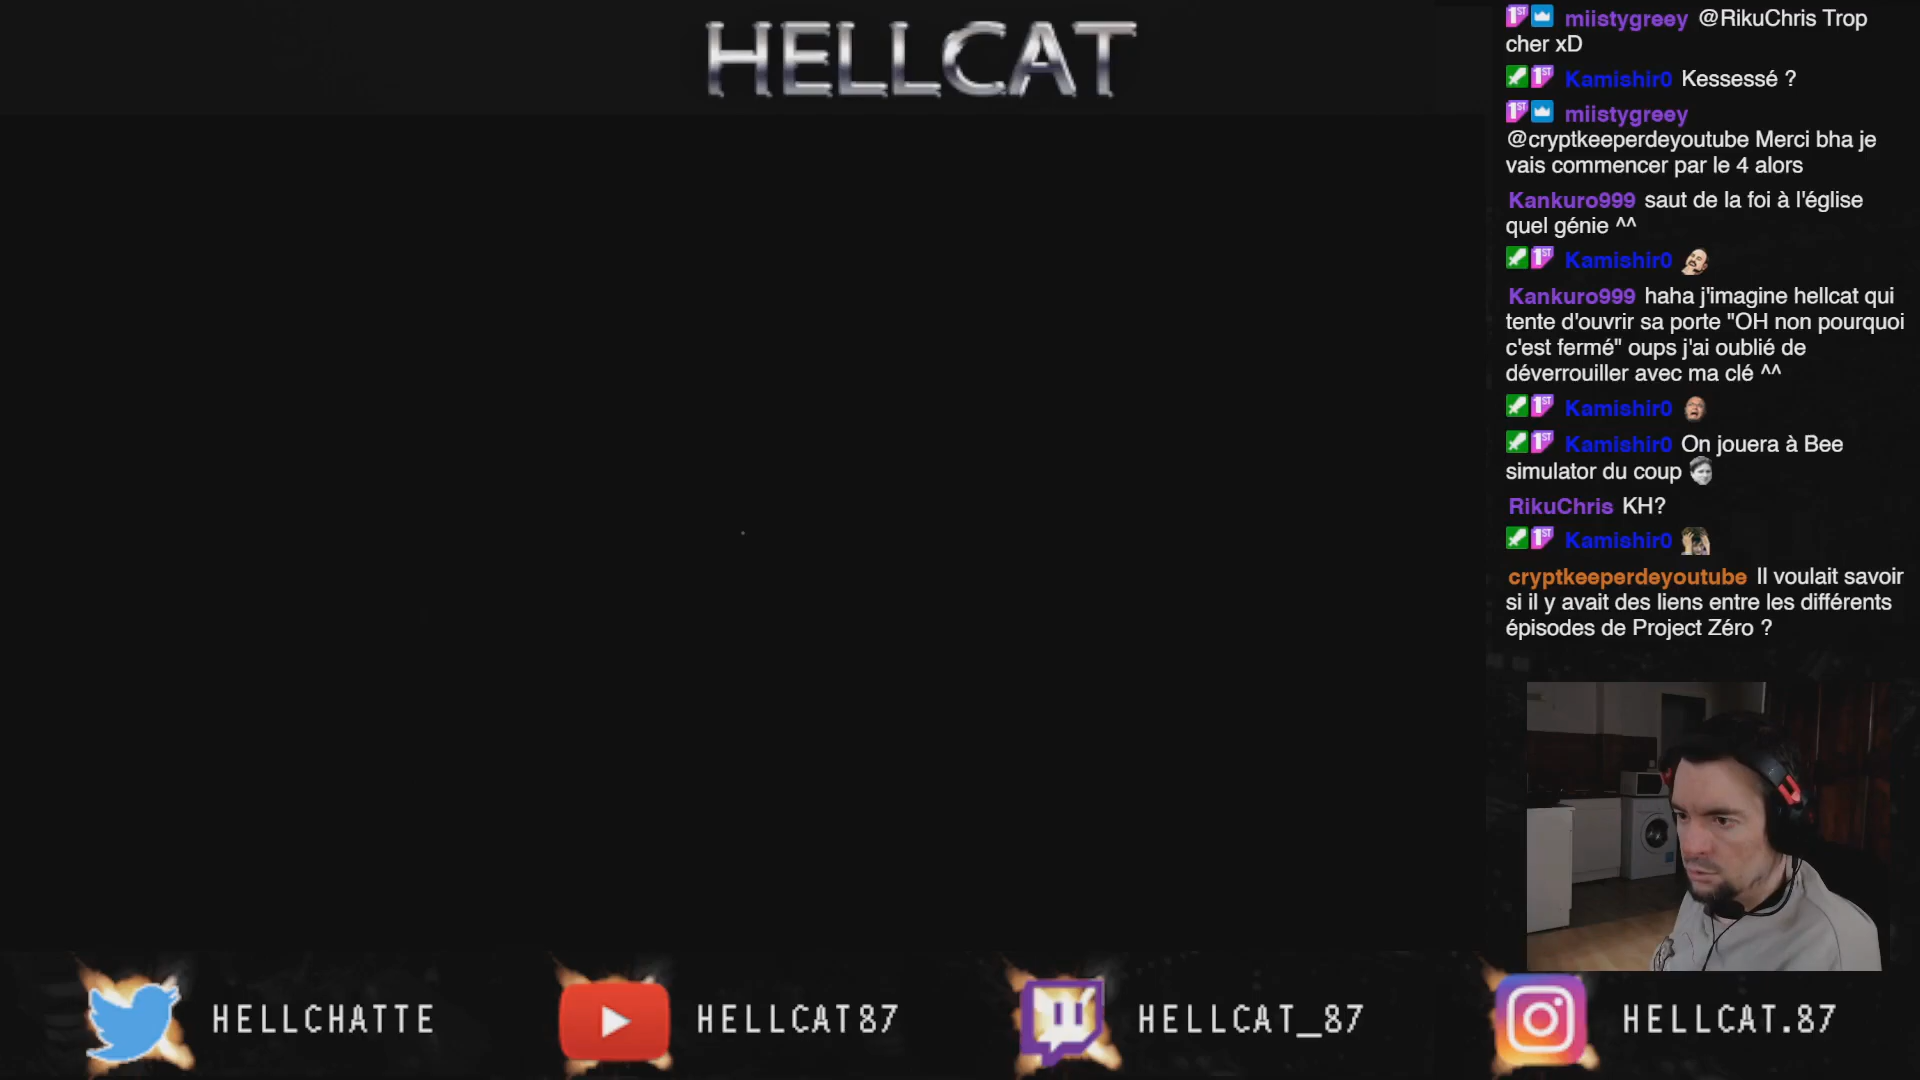 HELLCAT
miistygreey @RikuChris Trop
cher xD
Kamishir0 Kessessé ?
miistygreey
@cryptkeeperdeyoutube Merci bha je
vais commencer par le 4 alors
Kankuro999 saut de la foi à l'église
quel génie ^^
Kamishir0
Kankuro999 haha j'imagine hellcat qui
tente d'ouvrir sa porte "OH non pourquoi
c'est fermé" oups j'ai oublié de
déverrouiller avec ma clé ^^
Kamishir0
Kamishir0 On jouera à Bee
simulator du coup
RikuChris KH?
Kamishir0
cryptkeeperdeyoutube Il voulait savoir
si il y avait des liens entre les différents
épisodes de Project Zéro ?
HELLCHATTE
HELLCAT87
HELLCAT_87
HELLCAT.87